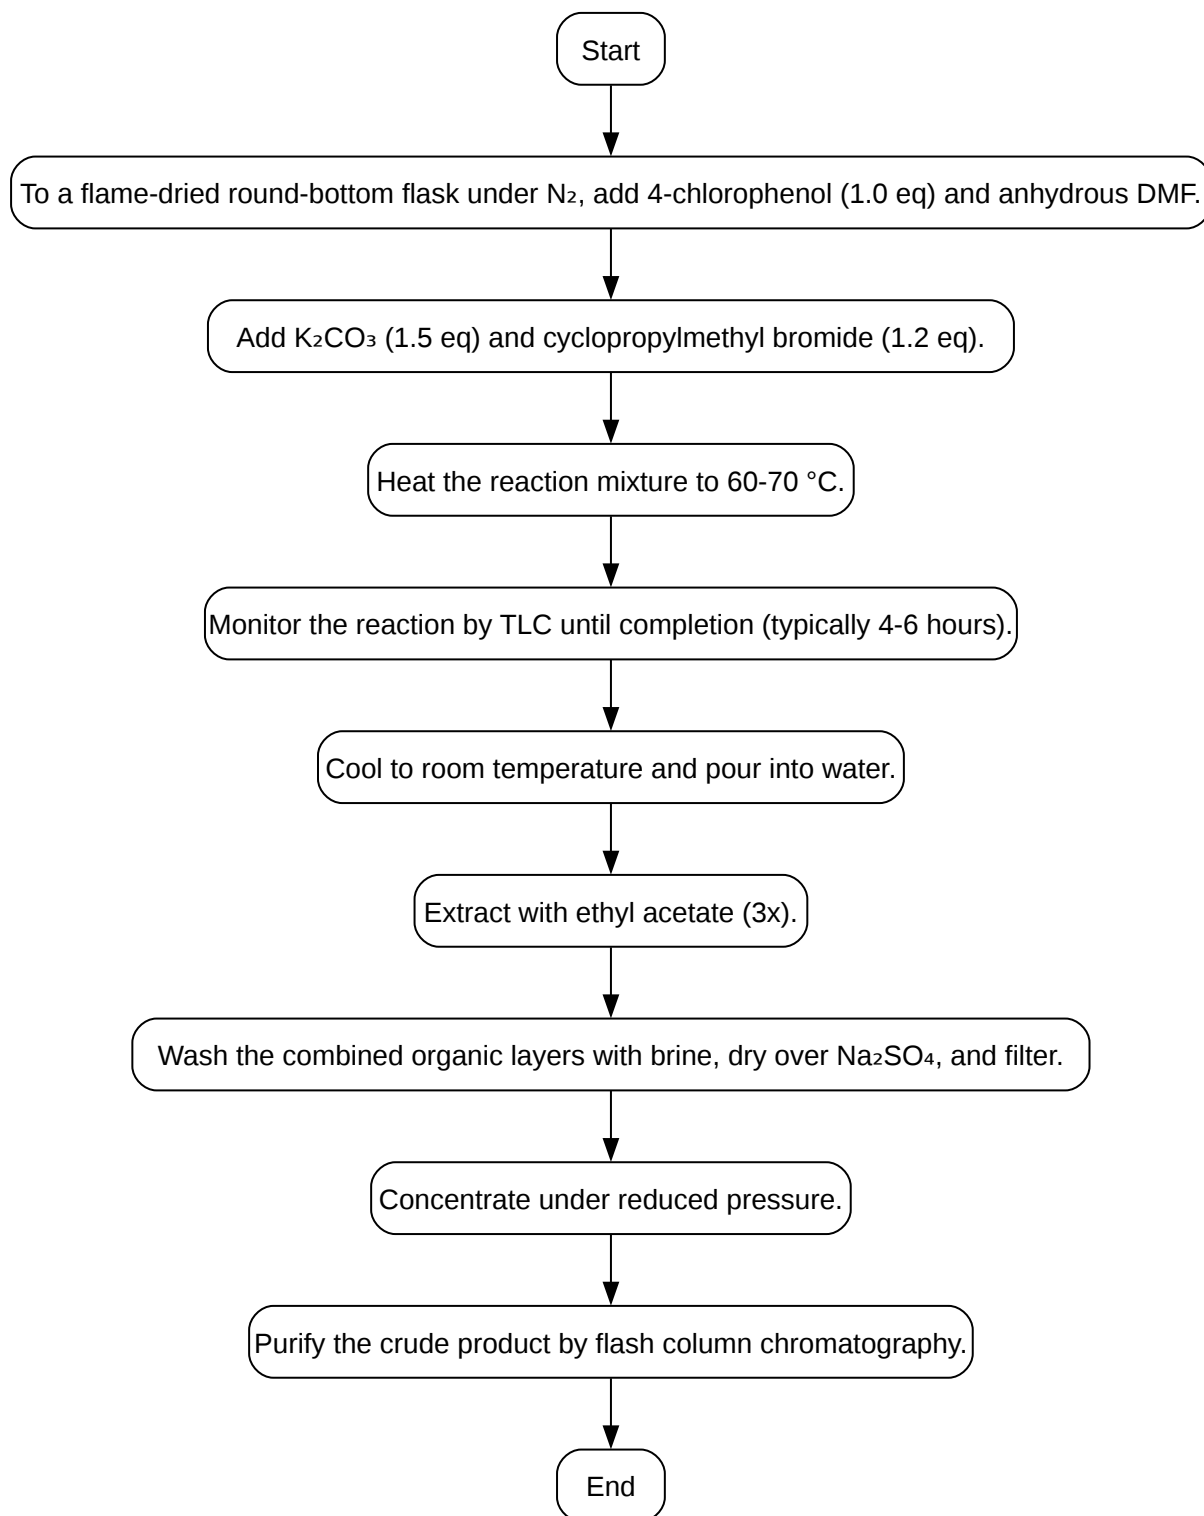 Start
To a flame-dried round-bottom flask under N₂, add 4-chlorophenol (1.0 eq) and anhydrous DMF.
Add K₂CO₃ (1.5 eq) and cyclopropylmethyl bromide (1.2 eq).
Heat the reaction mixture to 60-70 °C.
Monitor the reaction by TLC until completion (typically 4-6 hours).
Cool to room temperature and pour into water.
Extract with ethyl acetate (3x).
Wash the combined organic layers with brine, dry over Na₂SO₄, and filter.
Concentrate under reduced pressure.
Purify the crude product by flash column chromatography.
End